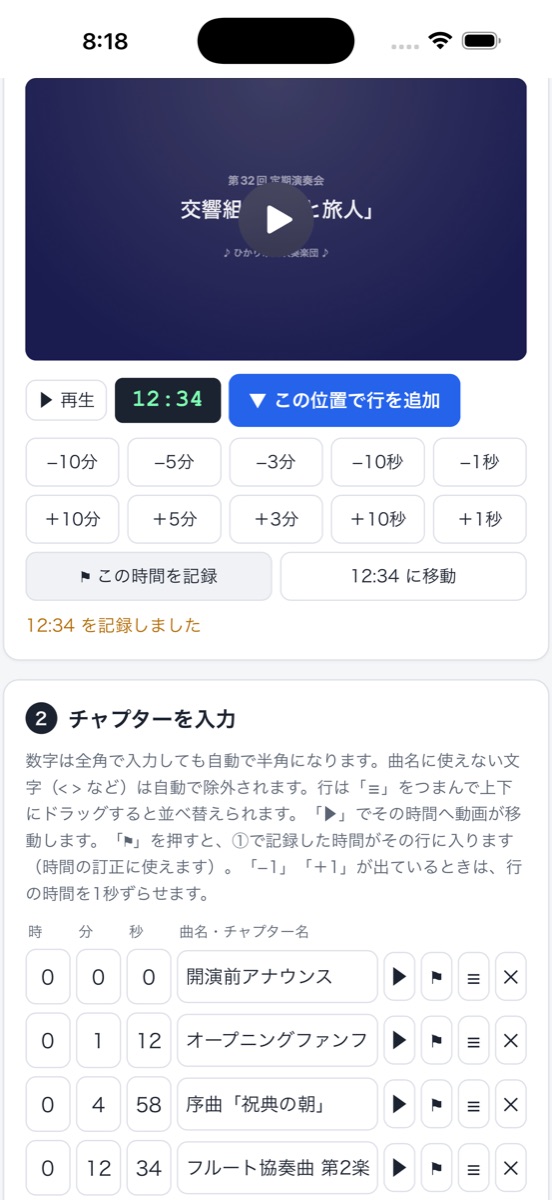 8:18
第32回 定期演奏会
交響組 と旅人」
♪ ひかり 奏楽団 ♪
▶ 再生
12:34
▼ この位置で行を追加
−10分 −5分 −3分 −10秒 −1秒
+10分 +5分 +3分 +10秒 +1秒
⚑ この時間を記録 12:34 に移動
12:34 を記録しました
2 チャプターを入力
数字は全角で入力しても自動で半角になります。曲名に使えない文
字（< > など）は自動で除外されます。行は「≡」をつまんで上下
にドラッグすると並べ替えられます。「▶」でその時間へ動画が移
動します。「⚑」を押すと、①で記録した時間がその行に入ります
（時間の訂正に使えます）。「−1」「+1」が出ているときは、行
の時間を1秒ずらせます。
時 分 秒 曲名・チャプター名
0 0 0 開演前アナウンス ▶ ⚑ ≡ ×
0 1 12 オープニングファンフ ▶ ⚑ ≡ ×
0 4 58 序曲「祝典の朝」 ▶ ⚑ ≡ ×
0 12 34 フルート協奏曲 第2楽 ▶ ⚑ ≡ ×